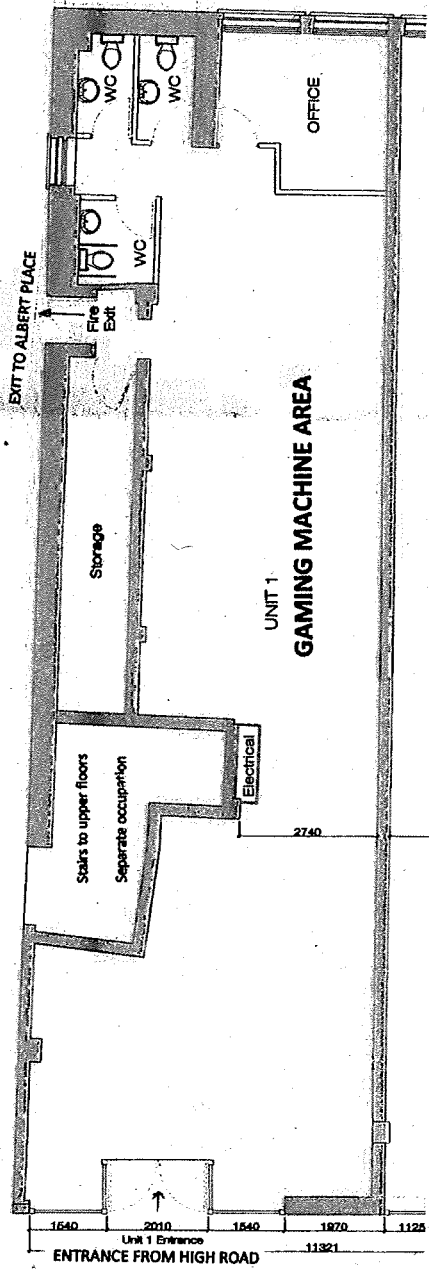 WC
WC
OFFICE
WC
EXIT TO ALBERT PLACE
Fire
Exit
Storage
UNIT 1
GAMING MACHINE AREA
Stairs to upper floors
Separate occupation
Electrical
2740
1540
2010
1540
1970
1125
Unit 1 Entrance
11321
ENTRANCE FROM HIGH ROAD